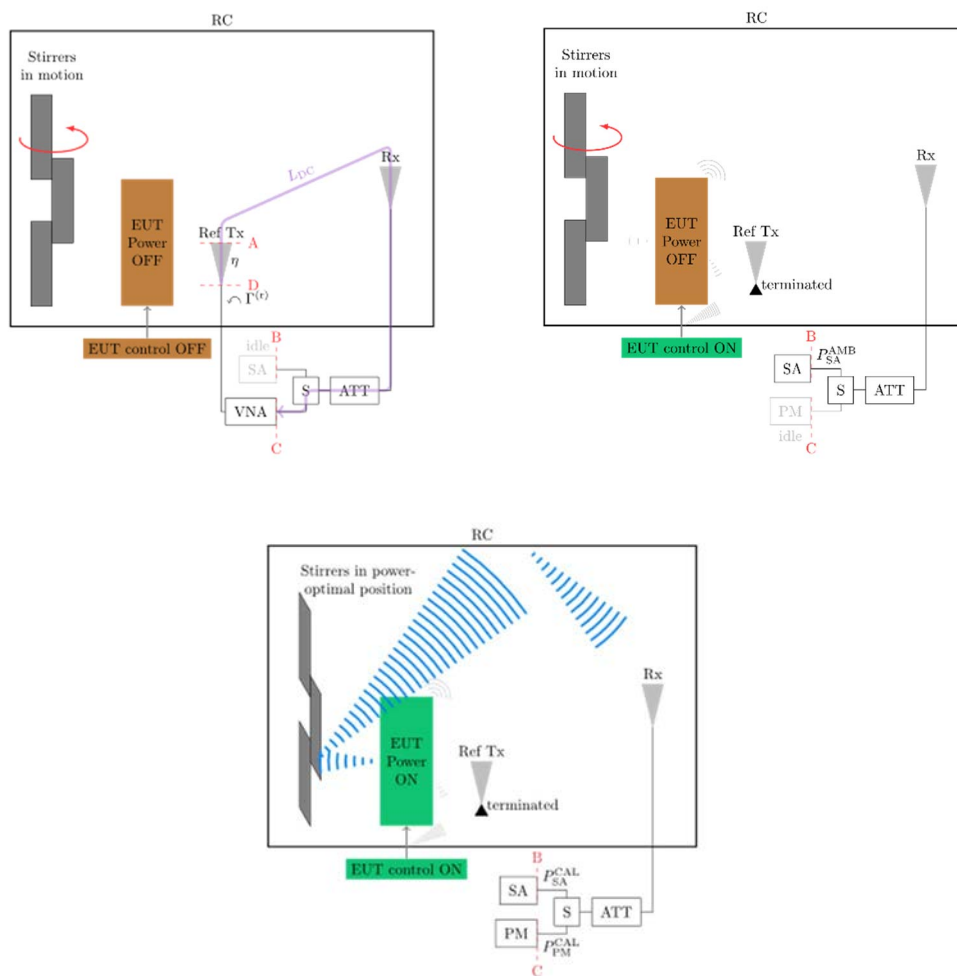 RC
Stirrers
in motion
Rx
L_DC
EUT
Power
OFF
Ref Tx
A
η
D
Γ^(r)
EUT control OFF
B
idle
SA
S
ATT
VNA
C
RC
Stirrers
in motion
Rx
EUT
Power
OFF
Ref Tx
terminated
EUT control ON
B
P_SA^AMB
SA
S
ATT
PM
idle
C
RC
Stirrers in power-
optimal position
Rx
EUT
Power
ON
Ref Tx
terminated
EUT control ON
B
P_SA^CAL
SA
S
ATT
PM
P_PM^CAL
C